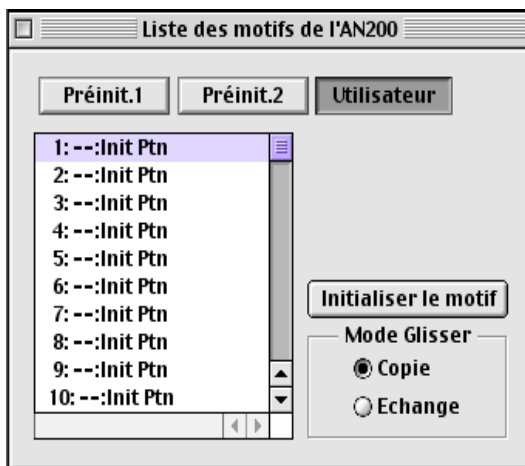 Liste des motifs de l'AN200
Préinit.1 Préinit.2 Utilisateur
1: --:Init Ptn
2: --:Init Ptn
3: --:Init Ptn
4: --:Init Ptn
5: --:Init Ptn
6: --:Init Ptn
7: --:Init Ptn
8: --:Init Ptn
9: --:Init Ptn
10: --:Init Ptn
Initialiser le motif
Mode Glisser
Copie
Echange